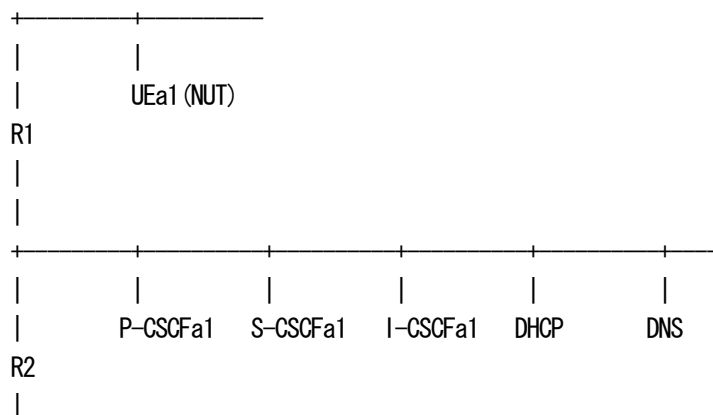 UEa1(NUT)
R1
P-CSCFa1 S-CSCFa1 I-CSCFa1 DHCP DNS
R2